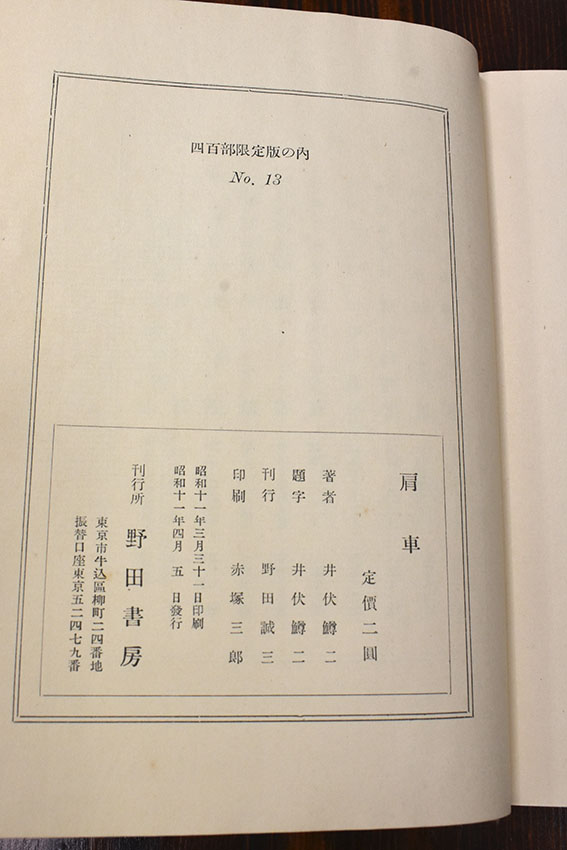 四百部限定版の內
No. 13
肩車
定價二圓
著者 井伏鱒二
題字 井伏鱒二
刊行 野田誠三
印刷 赤塚三郎
昭和十一年三月三十一日印刷
昭和十一年四月五日發行
刊行所 野田書房
東京市牛込區柳町二四番地
振替口座東京五二四七九番